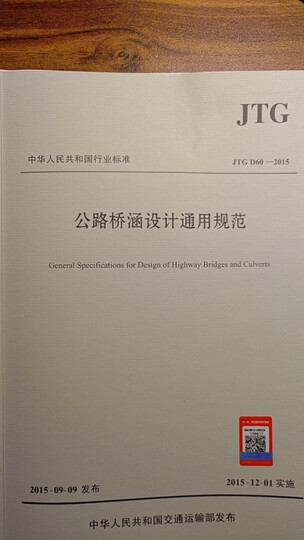 JTG
中华人民共和国行业标准
JTG D60—2015
公路桥涵设计通用规范
General Specifications for Design of Highway Bridges and Culverts
2015-09-09 发布
2015-12-01 实施
中华人民共和国交通运输部发布